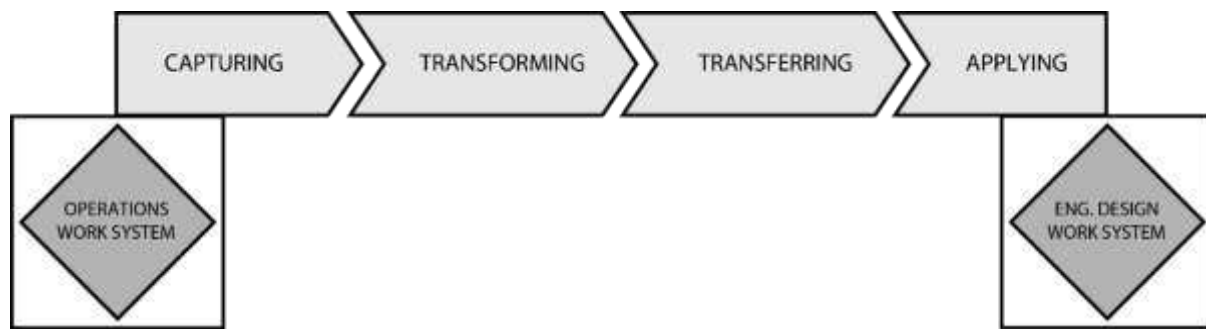 CAPTURING
TRANSFORMING
TRANSFERRING
APPLYING
OPERATIONS
WORK SYSTEM
ENG. DESIGN
WORK SYSTEM